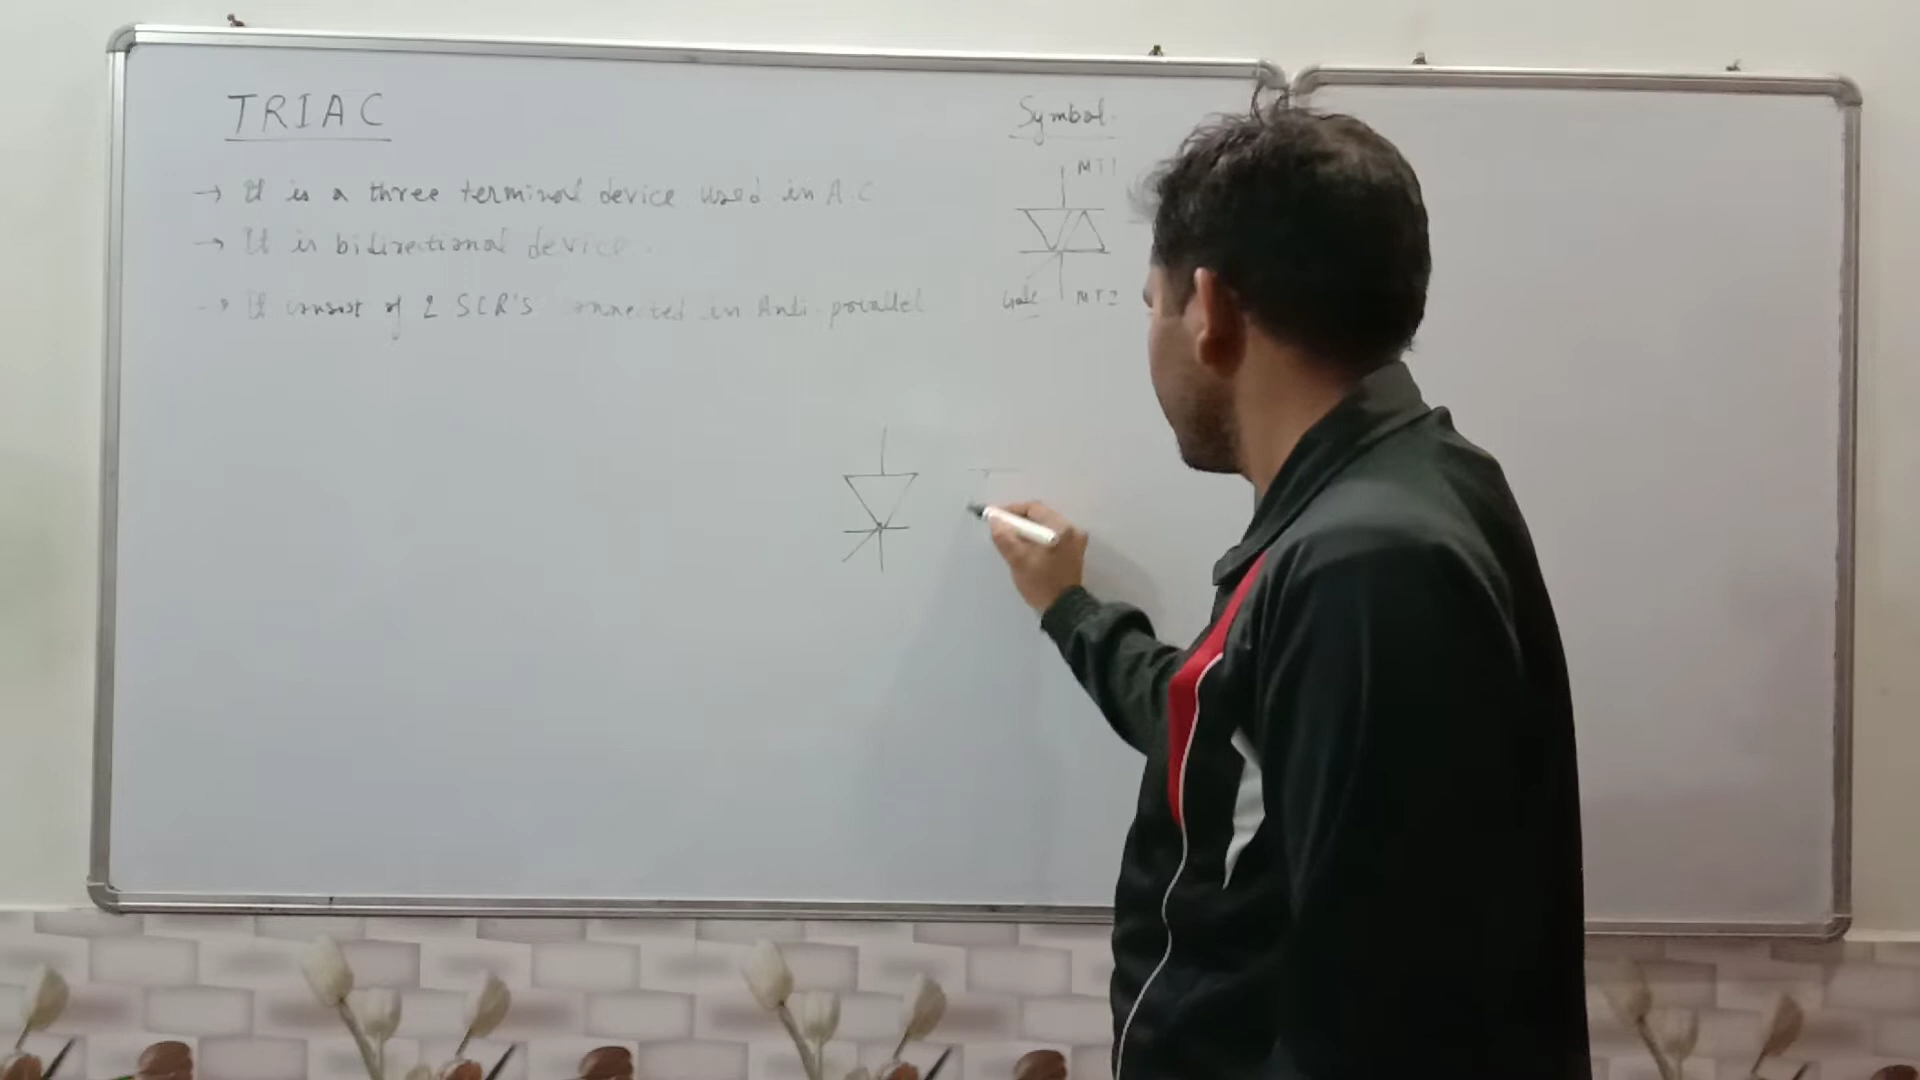 TRIAC
→ It is a three terminal device used in A.C
→ It is bidirectional device.
→ It consist of 2 SCR'S connected in Anti parallel
Symbol.
MT1
Gate
MT2